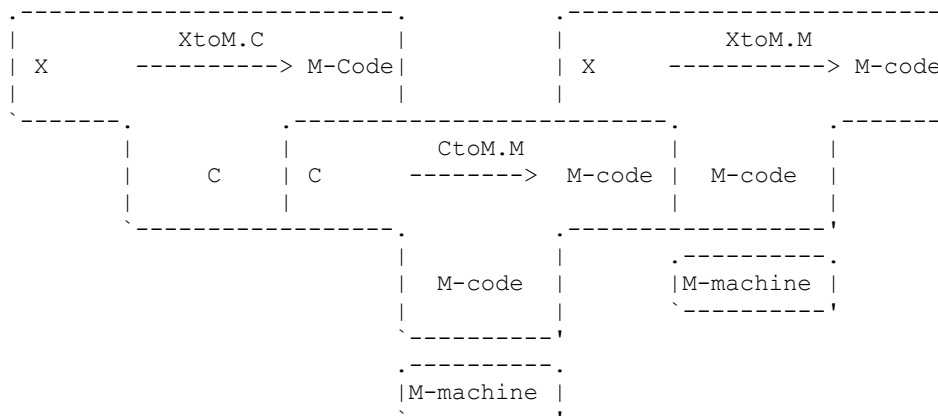 XtoM.C XtoM.M
X ----------> M-Code X -----------> M-code
CtoM.M
C C --------> M-code M-code
M-code M-machine
M-machine